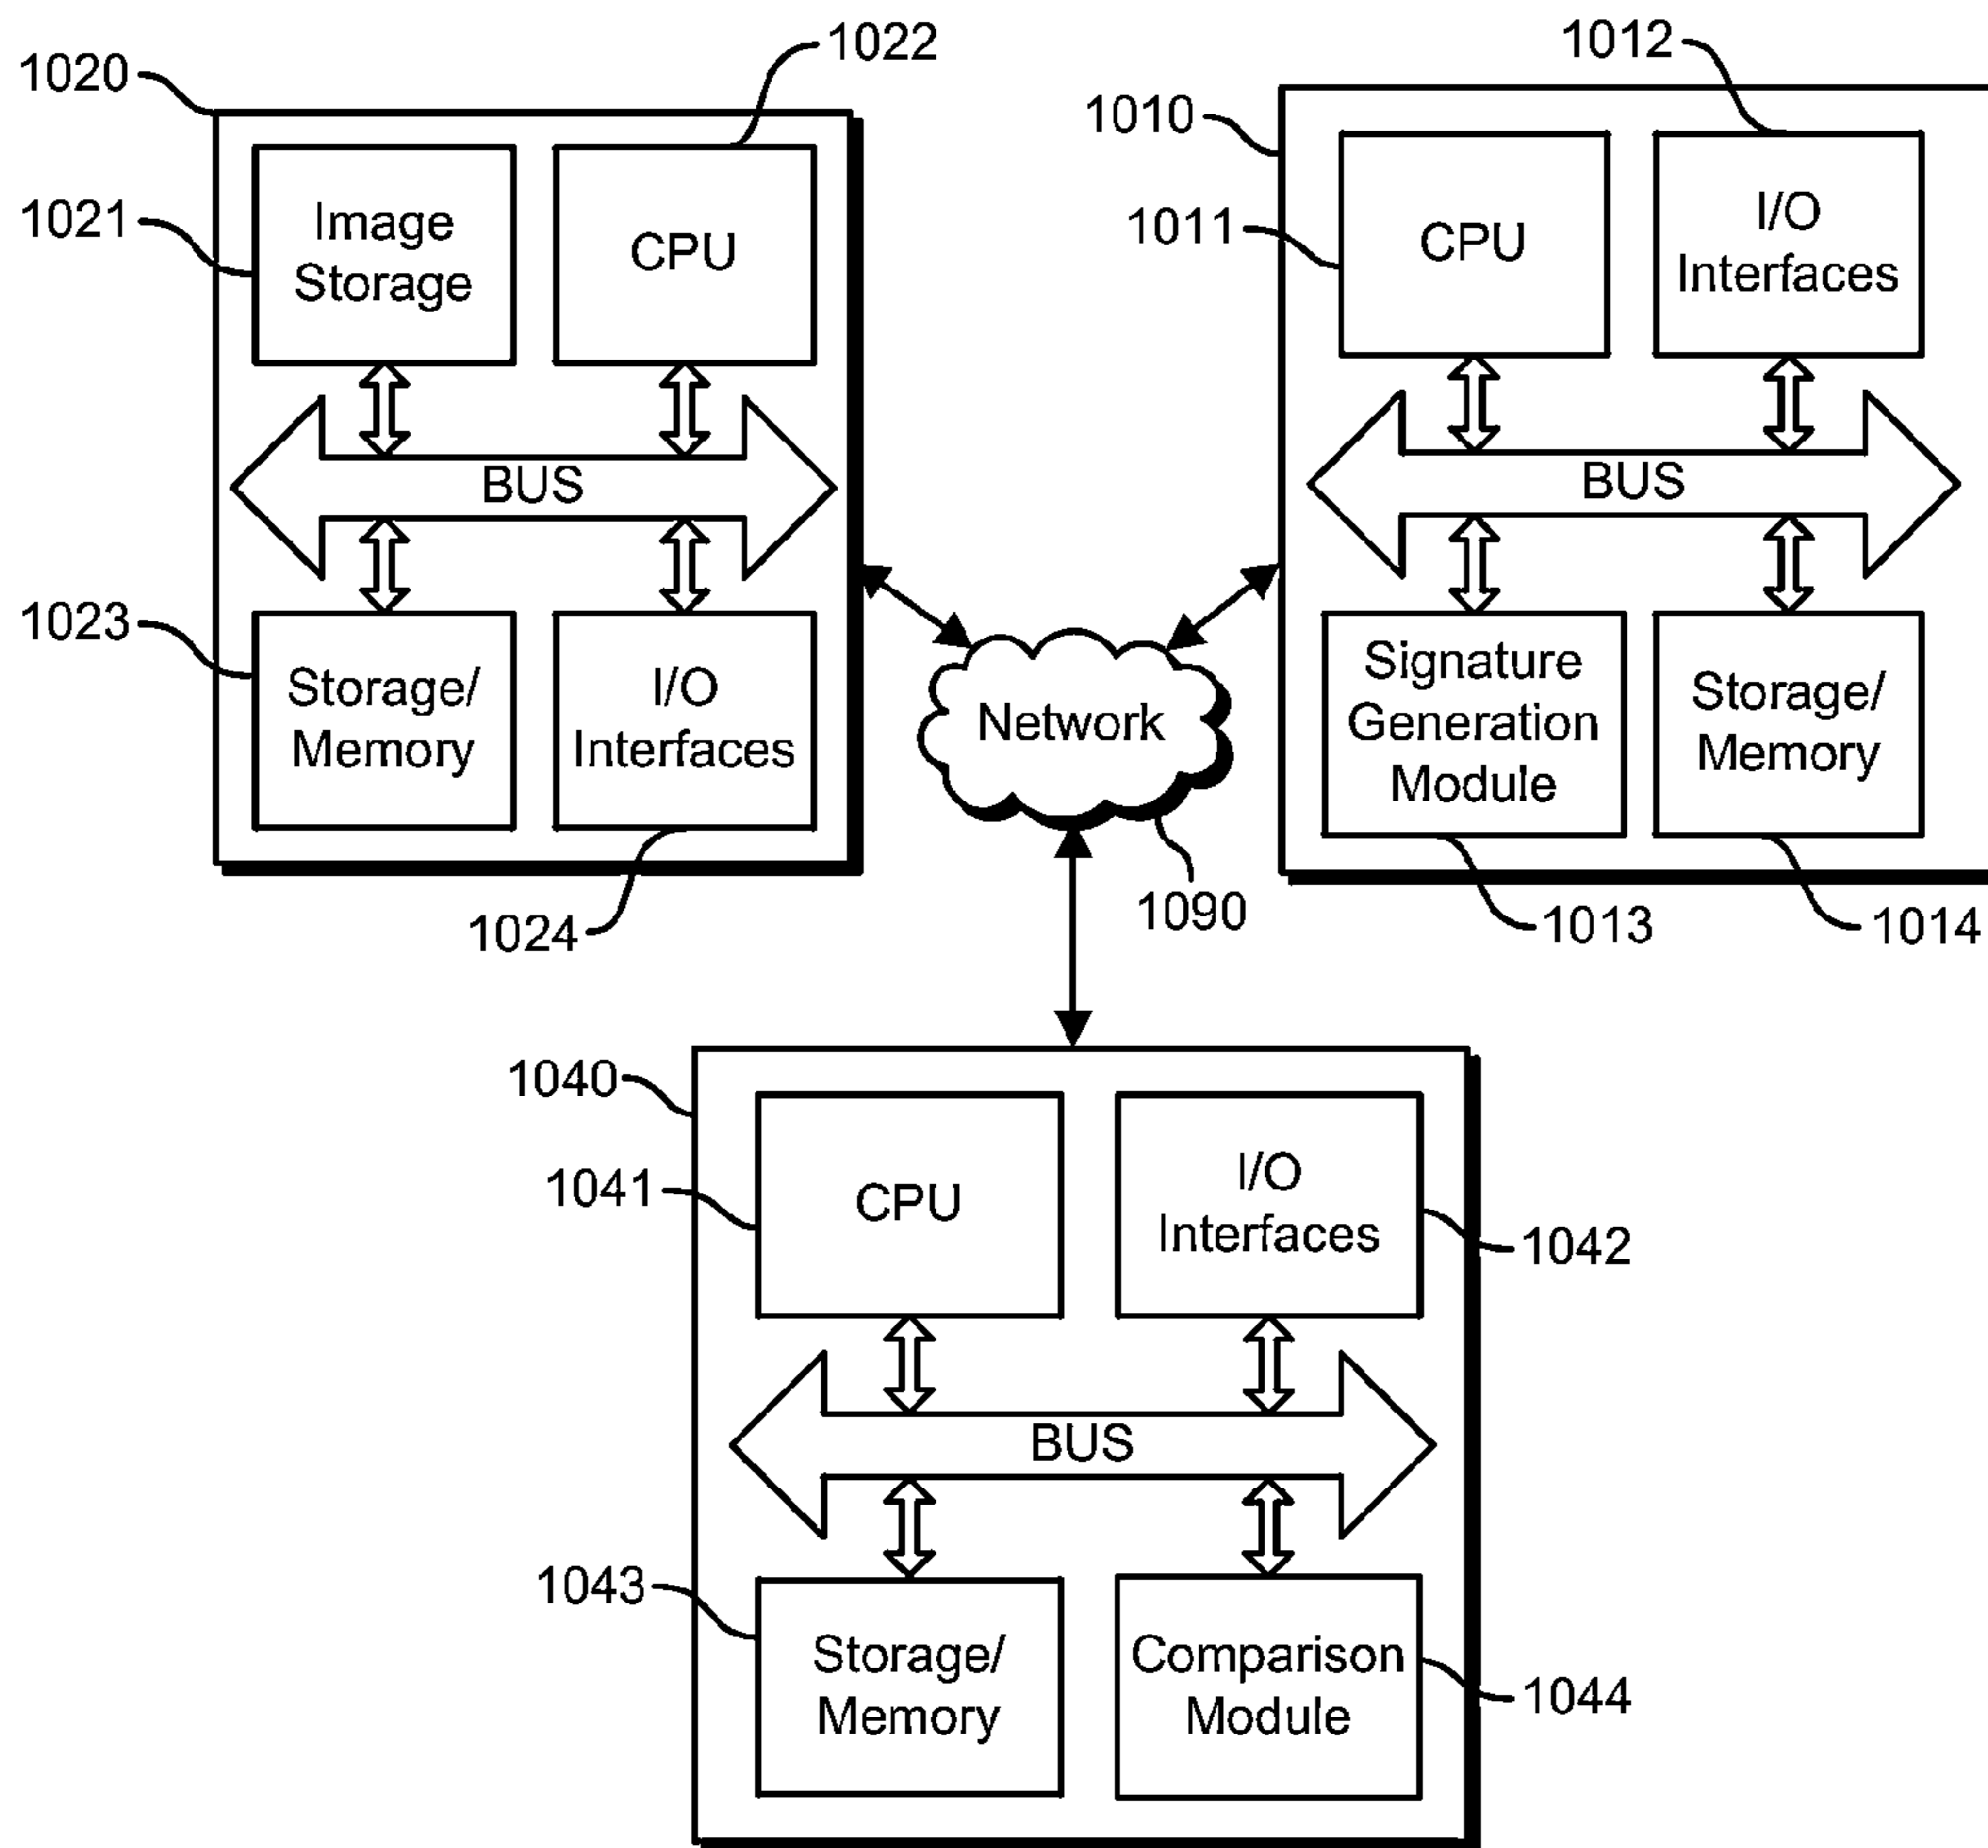 1020
1022
1021
Image
Storage
CPU
BUS
1023
Storage/
Memory
I/O
Interfaces
1024
1012
1010
1011
CPU
I/O
Interfaces
BUS
Signature
Generation
Module
Storage/
Memory
1013
1014
Network
1090
1040
1041
CPU
I/O
Interfaces
1042
BUS
1043
Storage/
Memory
Comparison
Module
1044